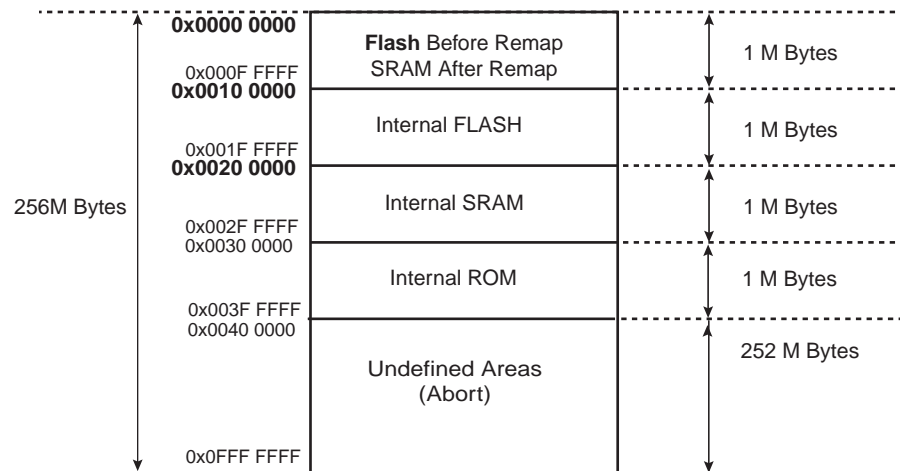 0x0000 0000
Flash Before Remap
SRAM After Remap
1 M Bytes
0x000F FFFF
0x0010 0000
Internal FLASH
1 M Bytes
0x001F FFFF
0x0020 0000
256M Bytes
Internal SRAM
1 M Bytes
0x002F FFFF
0x0030 0000
Internal ROM
1 M Bytes
0x003F FFFF
0x0040 0000
252 M Bytes
Undefined Areas
(Abort)
0x0FFF FFFF